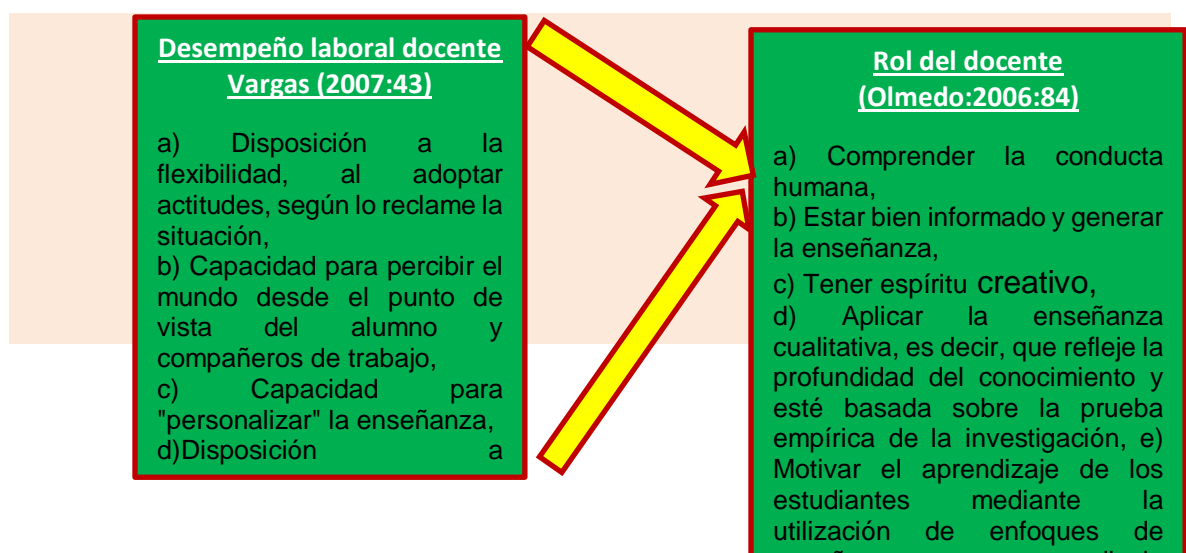 Desempeño laboral docente
Vargas (2007:43)
a) Disposición a la
flexibilidad, al adoptar
actitudes, según lo reclame la
situación,
b) Capacidad para percibir el
mundo desde el punto de
vista del alumno y
compañeros de trabajo,
c) Capacidad para
"personalizar" la enseñanza,
d)Disposición a
Rol del docente
(Olmedo:2006:84)
a) Comprender la conducta
humana,
b) Estar bien informado y generar
la enseñanza,
c) Tener espíritu creativo,
d) Aplicar la enseñanza
cualitativa, es decir, que refleje la
profundidad del conocimiento y
esté basada sobre la prueba
empírica de la investigación, e)
Motivar el aprendizaje de los
estudiantes mediante la
utilización de enfoques de